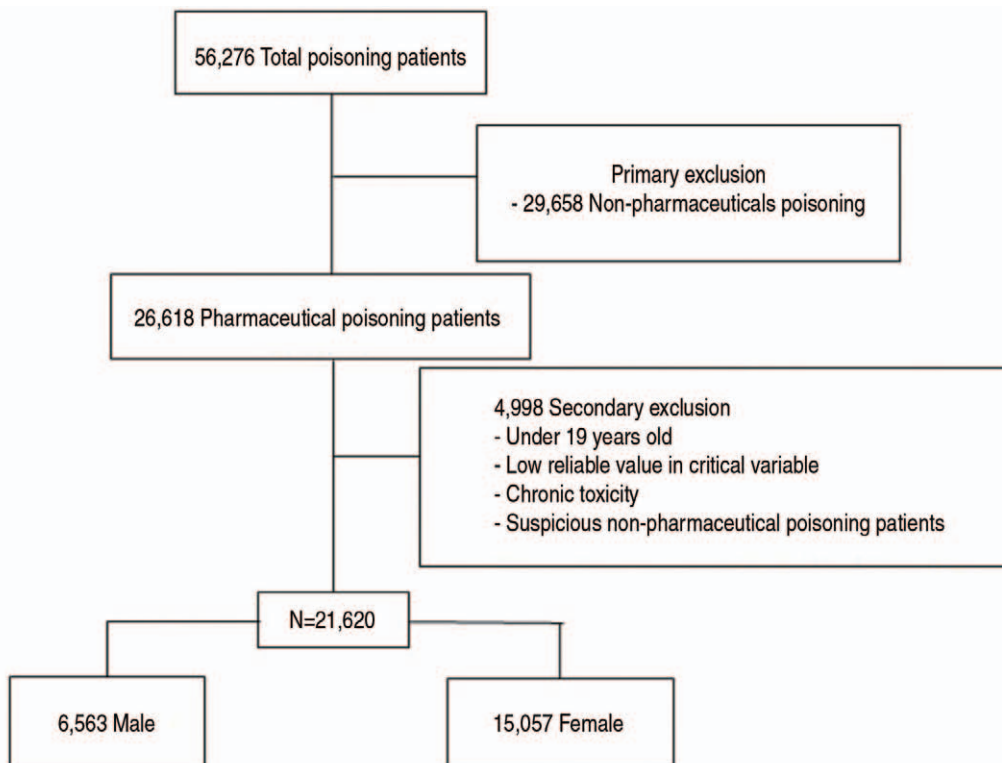 56,276 Total poisoning patients
Primary exclusion
- 29,658 Non-pharmaceuticals poisoning
26,618 Pharmaceutical poisoning patients
4,998 Secondary exclusion
- Under 19 years old
- Low reliable value in critical variable
- Chronic toxicity
- Suspicious non-pharmaceutical poisoning patients
N=21,620
6,563 Male
15,057 Female